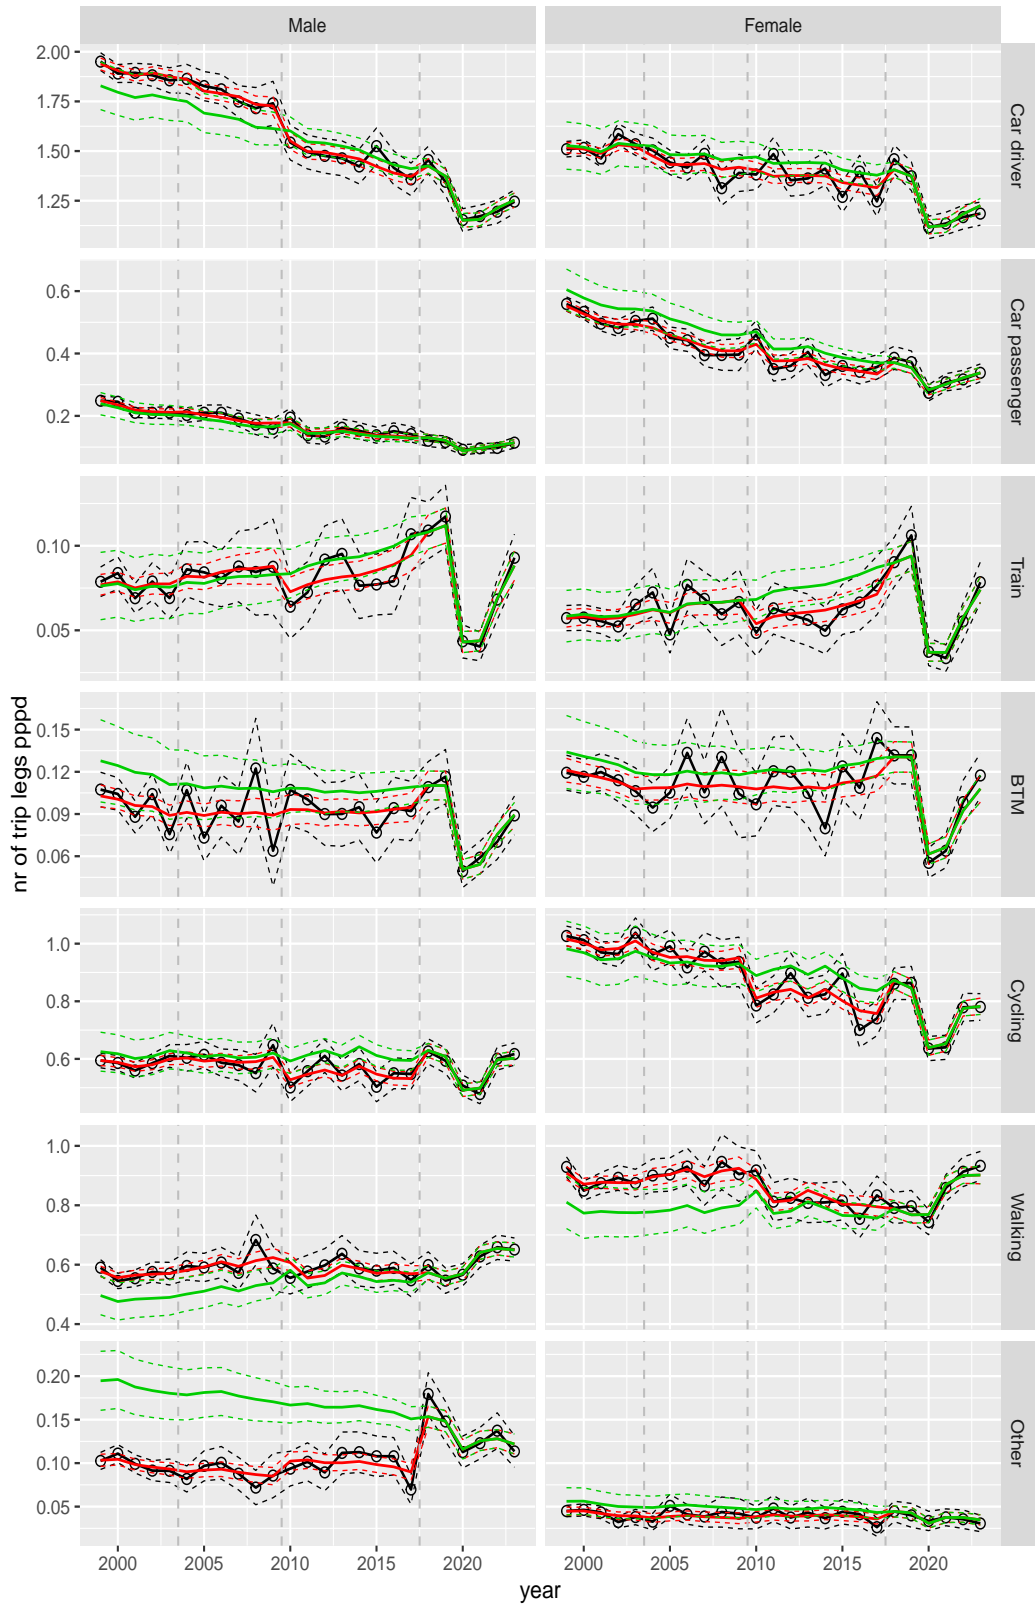 Male Female
2.00
1.75
1.50
1.25
Car driver
0.6
0.4
0.2
Car passenger
0.10
0.05
Train
0.15
0.12
0.09
0.06
BTM
1.0
0.8
0.6
Cycling
1.0
0.8
0.6
0.4
Walking
0.20
0.15
0.10
0.05
Other
nr of trip legs pppd
2000 2005 2010 2015 2020 2000 2005 2010 2015 2020
year